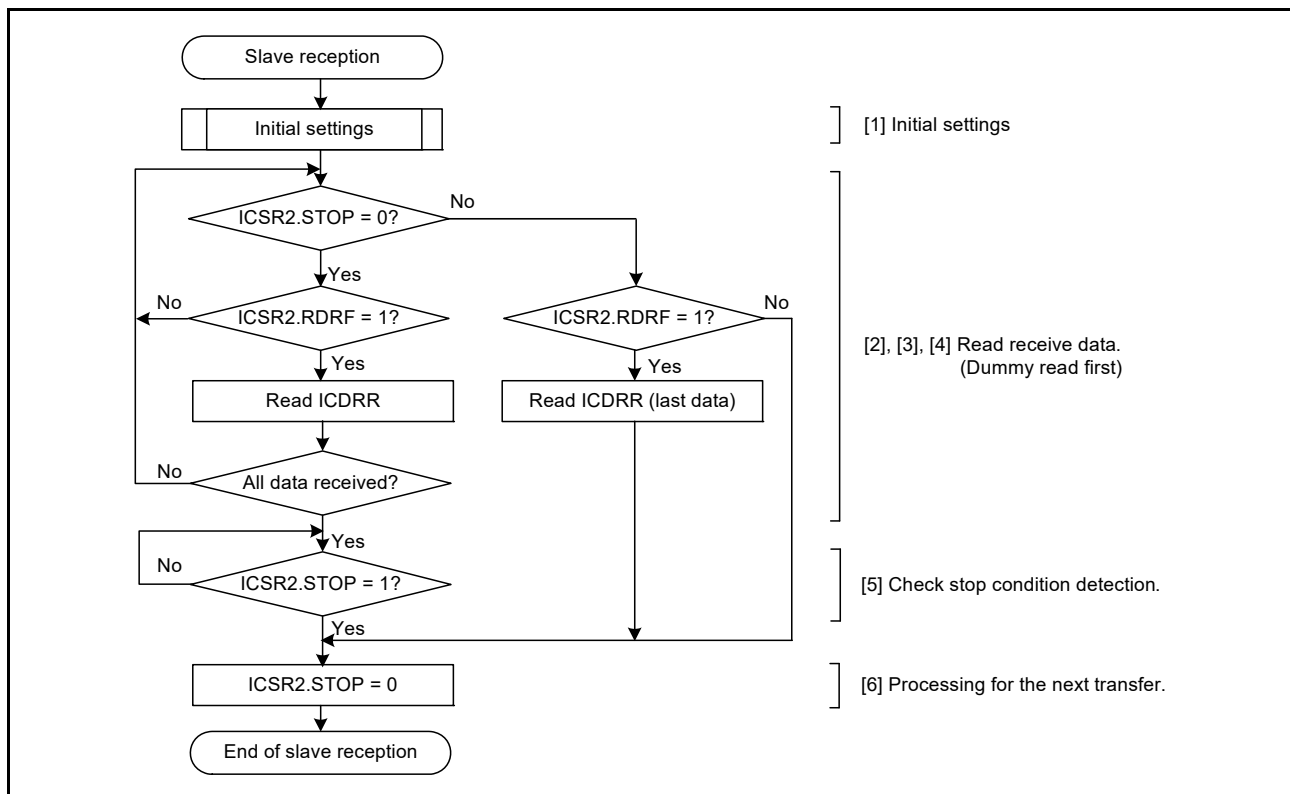 Slave reception
Initial settings
[1] Initial settings
ICSR2.STOP = 0?
No
Yes
No
ICSR2.RDRF = 1?
ICSR2.RDRF = 1?
No
Yes
Yes
[2], [3], [4] Read receive data.
(Dummy read first)
Read ICDRR
Read ICDRR (last data)
No
All data received?
Yes
No
ICSR2.STOP = 1?
[5] Check stop condition detection.
Yes
ICSR2.STOP = 0
[6] Processing for the next transfer.
End of slave reception